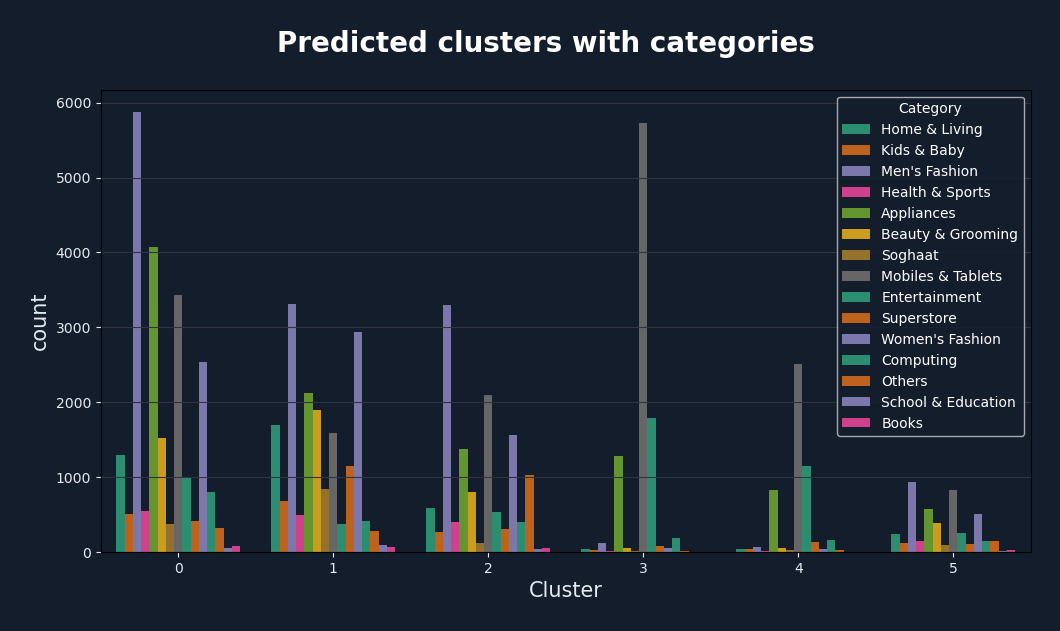 Predicted clusters with categories
6000
5000
4000
3000
2000
1000
0
count
Category
Home & Living
Kids & Baby
Men's Fashion
Health & Sports
Appliances
Beauty & Grooming
Soghaat
Mobiles & Tablets
Entertainment
Superstore
Women's Fashion
Computing
Others
School & Education
Books
0 1 2 3 4 5
Cluster